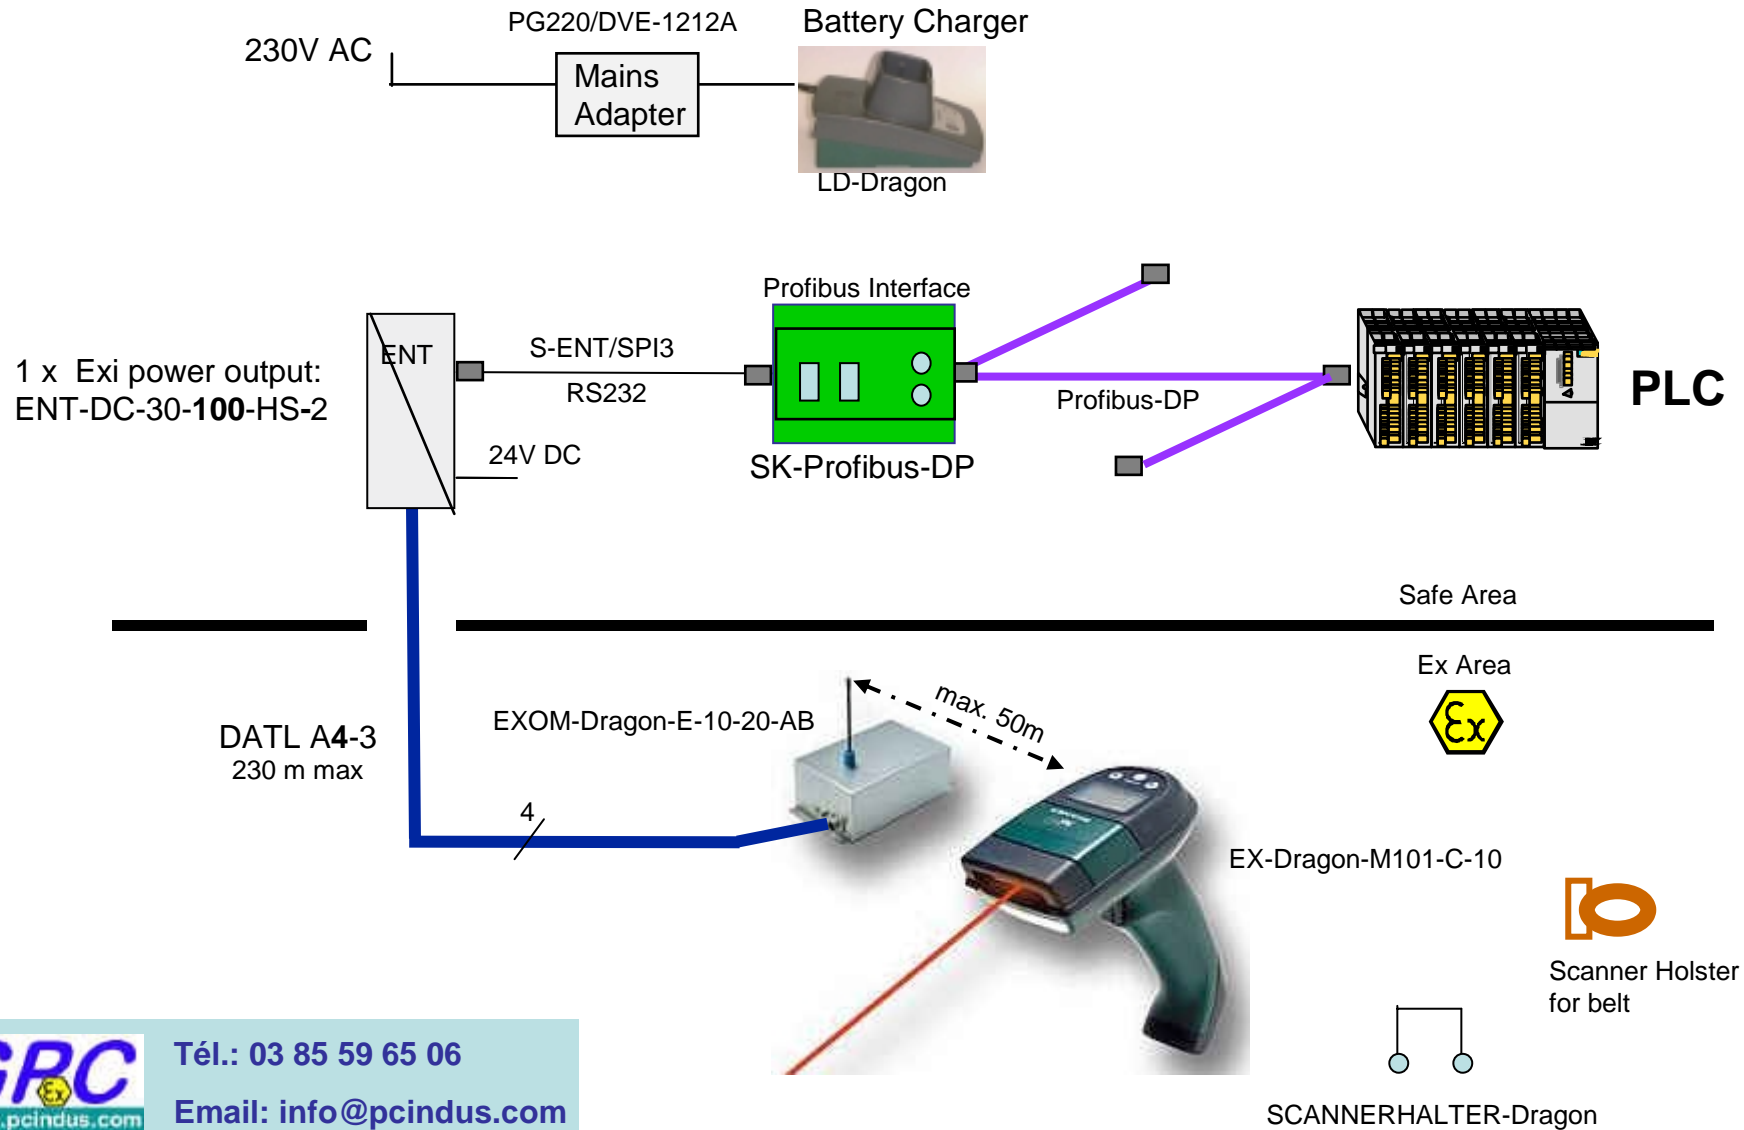 PG220/DVE-1212A
Battery Charger
230V AC
Mains
Adapter
LD-Dragon
Profibus Interface
ENT
S-ENT/SPI3
RS232
1 x Exi power output:
ENT-DC-30-100-HS-2
24V DC
SK-Profibus-DP
Profibus-DP
PLC
Safe Area
Ex Area
Ex
DATL A4-3
230 m max
EXOM-Dragon-E-10-20-AB
max. 50m
4
EX-Dragon-M101-C-10
Scanner Holster
for belt
SCANNERHALTER-Dragon
GPC
Ex
.pcindus.com
Tél.: 03 85 59 65 06
Email: info@pcindus.com